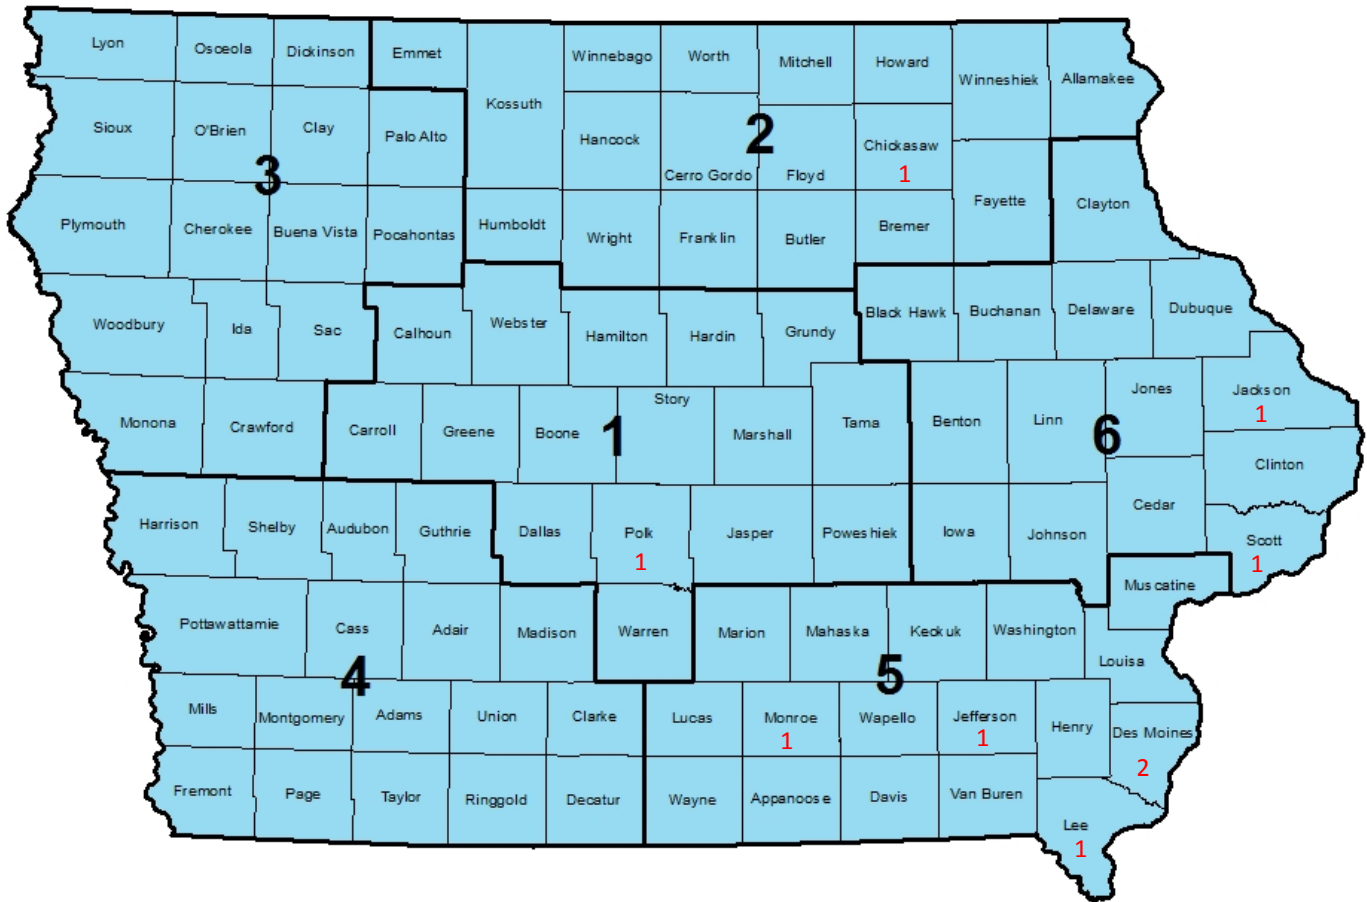 Lyon
Osceola
Dickinson
Emmet
Kossuth
Winnebago
Worth
Mitchell
Howard
Winneshiek
Allamakee
Sioux
O'Brien
Clay
Palo Alto
Hancock
Cerro Gordo
Floyd
Chickasaw
1
2
3
Plymouth
Cherokee
Buena Vista
Pocahontas
Humboldt
Wright
Franklin
Butler
Bremer
Fayette
Clayton
Woodbury
Ida
Sac
Calhoun
Webster
Hamilton
Hardin
Grundy
Black Hawk
Buchanan
Delaware
Dubuque
Monona
Crawford
Carroll
Greene
Boone
1
Story
Marshall
Tama
Benton
Linn
6
Jones
Jackson
1
Clinton
Harrison
Shelby
Audubon
Guthrie
Dallas
Polk
1
Jasper
Poweshiek
Iowa
Johnson
Cedar
Scott
1
Muscatine
Pottawattamie
Cass
Adair
Madison
Warren
Marion
Mahaska
Keokuk
Washington
Louisa
4
5
Mills
Montgomery
Adams
Union
Clarke
Lucas
Monroe
1
Wapello
Jefferson
1
Henry
Des Moines
2
Fremont
Page
Taylor
Ringgold
Decatur
Wayne
Appanoose
Davis
Van Buren
Lee
1